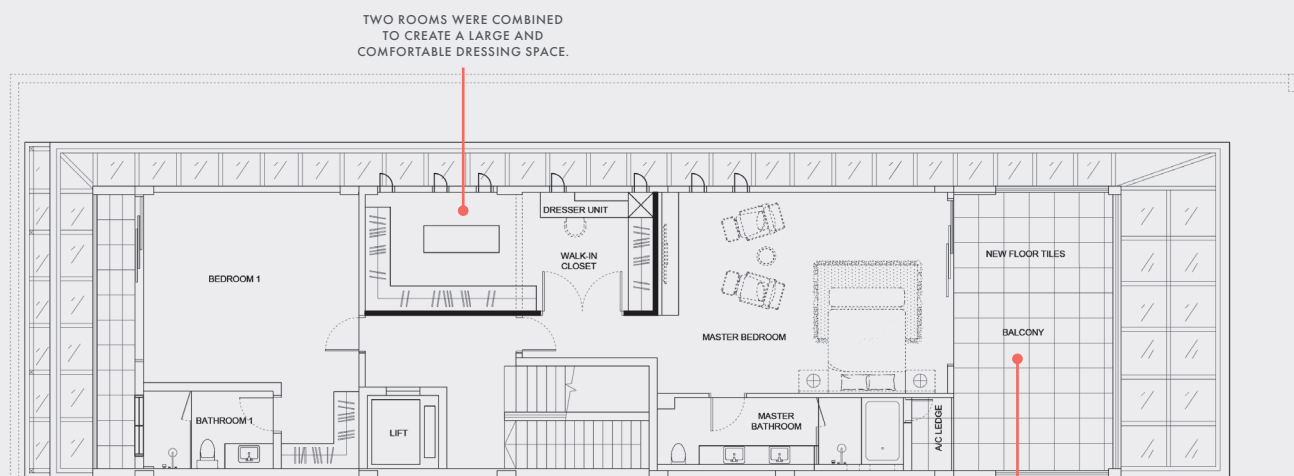 TWO ROOMS WERE COMBINED
TO CREATE A LARGE AND
COMFORTABLE DRESSING SPACE.
DRESSER UNIT
WALK-IN
CLOSET
BEDROOM 1
NEW FLOOR TILES
MASTER BEDROOM
BALCONY
BATHROOM 1
LIFT
MASTER
BATHROOM
A/C LEDGE